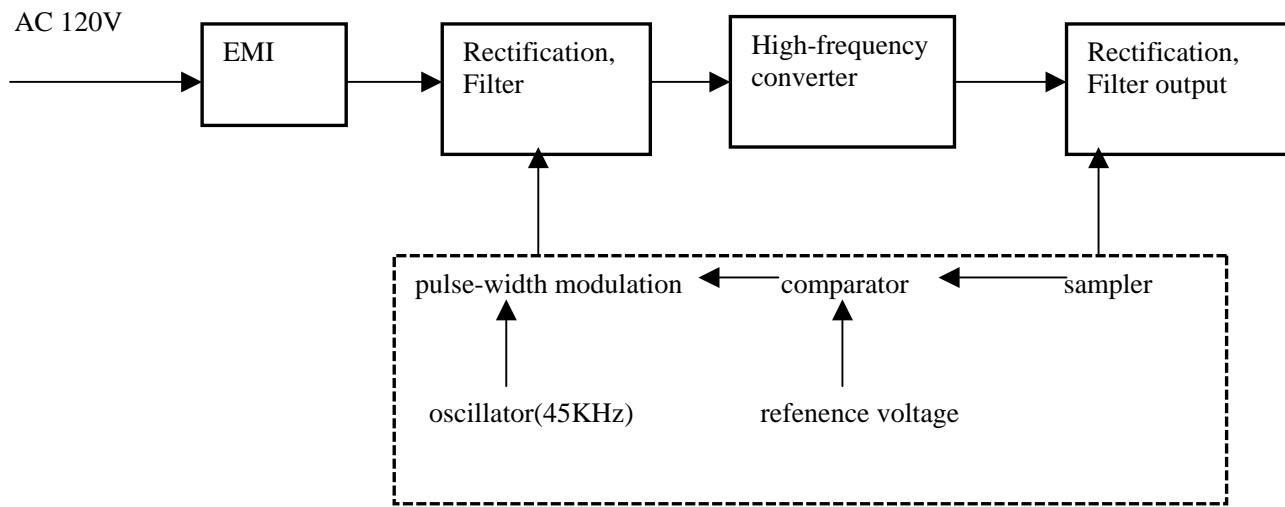 AC 120V
EMI
Rectification,
Filter
High-frequency
converter
Rectification,
Filter output
pulse-width modulation
comparator
sampler
oscillator(45KHz)
refenence voltage